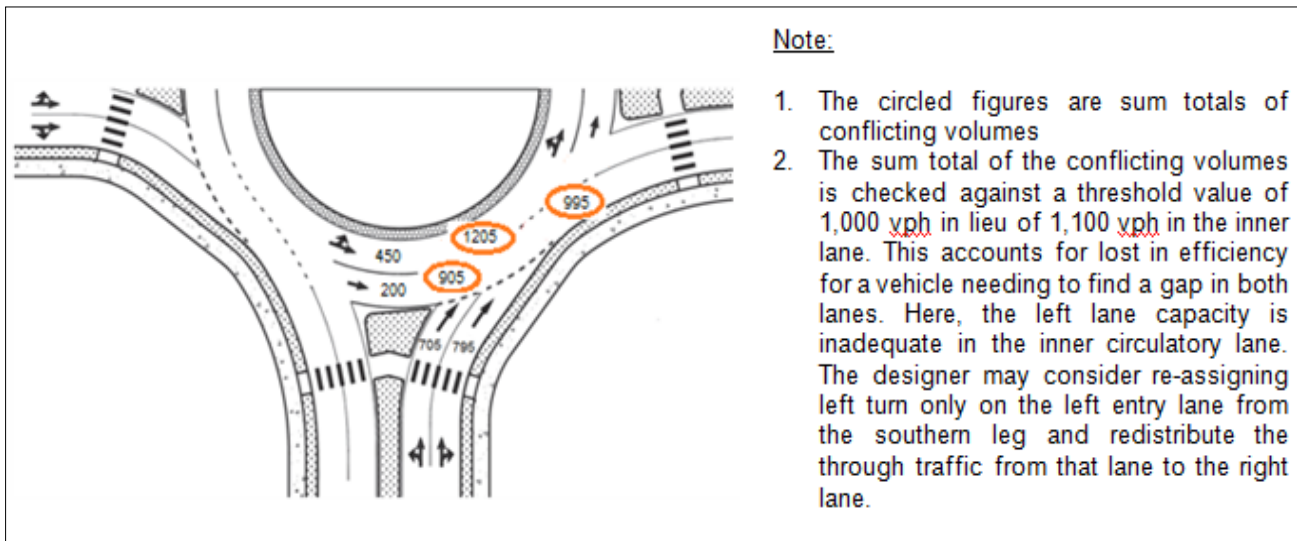 Note:
1. The circled figures are sum totals of
conflicting volumes
2. The sum total of the conflicting volumes
is checked against a threshold value of
1,000 vph in lieu of 1,100 vph in the inner
lane. This accounts for lost in efficiency
for a vehicle needing to find a gap in both
lanes. Here, the left lane capacity is
inadequate in the inner circulatory lane.
The designer may consider re-assigning
left turn only on the left entry lane from
the southern leg and redistribute the
through traffic from that lane to the right
lane.
995
1205
450
905
200
705 795